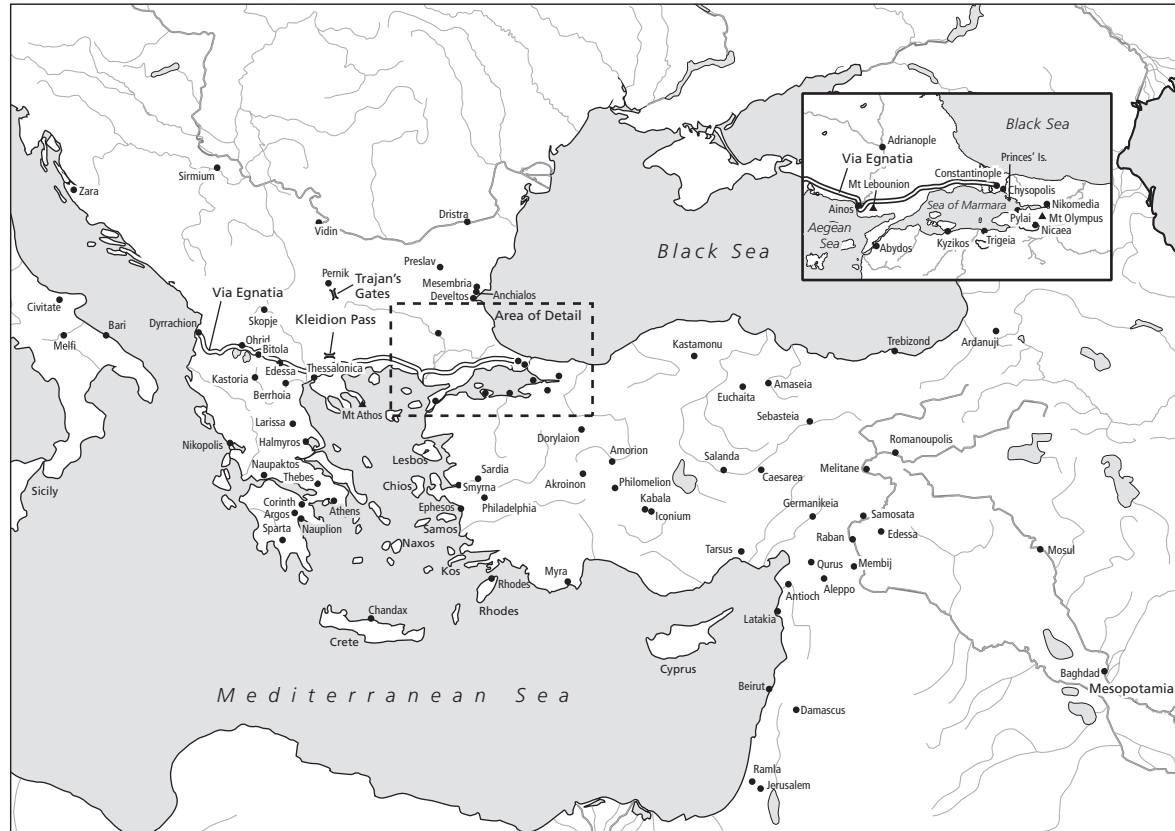 Black Sea
Adrianople
Princes' Is.
Via Egnatia
Constantinople
Mt Lebounion
Chysopolis
Ainos
Sea of Marmara
Nikomedia
Pylai
Mt Olympus
Nicaea
Aegean
Sea
Abydos
Kyzikos
Trigeia
Zara
Sirmium
Vidin
Dristra
Black Sea
Preslav
Pernik
Trajan's
Gates
Mesembria
Anchialos
Develtos
Area of Detail
Via Egnatia
Civitate
Skopje
Kleidion Pass
Bari
Dyrrachion
Melfi
Ohrid
Bitola
Edessa
Thessalonica
Kastoria
Berrhoia
Mt Athos
Kastamonu
Trebizond
Ardanuji
Amaseia
Euchaita
Sebasteia
Larissa
Nikopolis
Halmyros
Dorylaion
Romanoupolis
Lesbos
Amorion
Naupaktos
Thebes
Sardia
Salanda
Caesarea
Melitane
Sicily
Chios
Smyrna
Akroinon
Philomelion
Corinth
Athens
Ephesos
Philadelphia
Kabala
Iconium
Germanikeia
Samosata
Argos
Nauplion
Samos
Sparta
Naxos
Raban
Edessa
Kos
Tarsus
Mosul
Rhodes
Myra
Qurus
Membij
Aleppo
Antioch
Rhodes
Chandax
Latakia
Crete
Cyprus
Baghdad
Mesopotamia
Mediterranean Sea
Beirut
Damascus
Ramla
Jerusalem